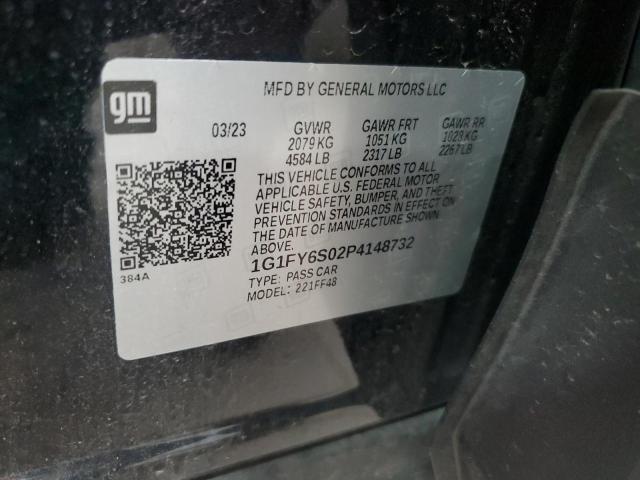 gm
MFD BY GENERAL MOTORS LLC
03/23 GVWR GAWR FRT GAWR RR
2079 KG 1051 KG 1028 KG
4584 LB 2317 LB 2267 LB
THIS VEHICLE CONFORMS TO ALL
APPLICABLE U.S. FEDERAL MOTOR
VEHICLE SAFETY, BUMPER, AND THEFT
PREVENTION STANDARDS IN EFFECT ON
THE DATE OF MANUFACTURE SHOWN
ABOVE.
1G1FY6S02P4148732
TYPE: PASS CAR
MODEL: 221FF48
384A